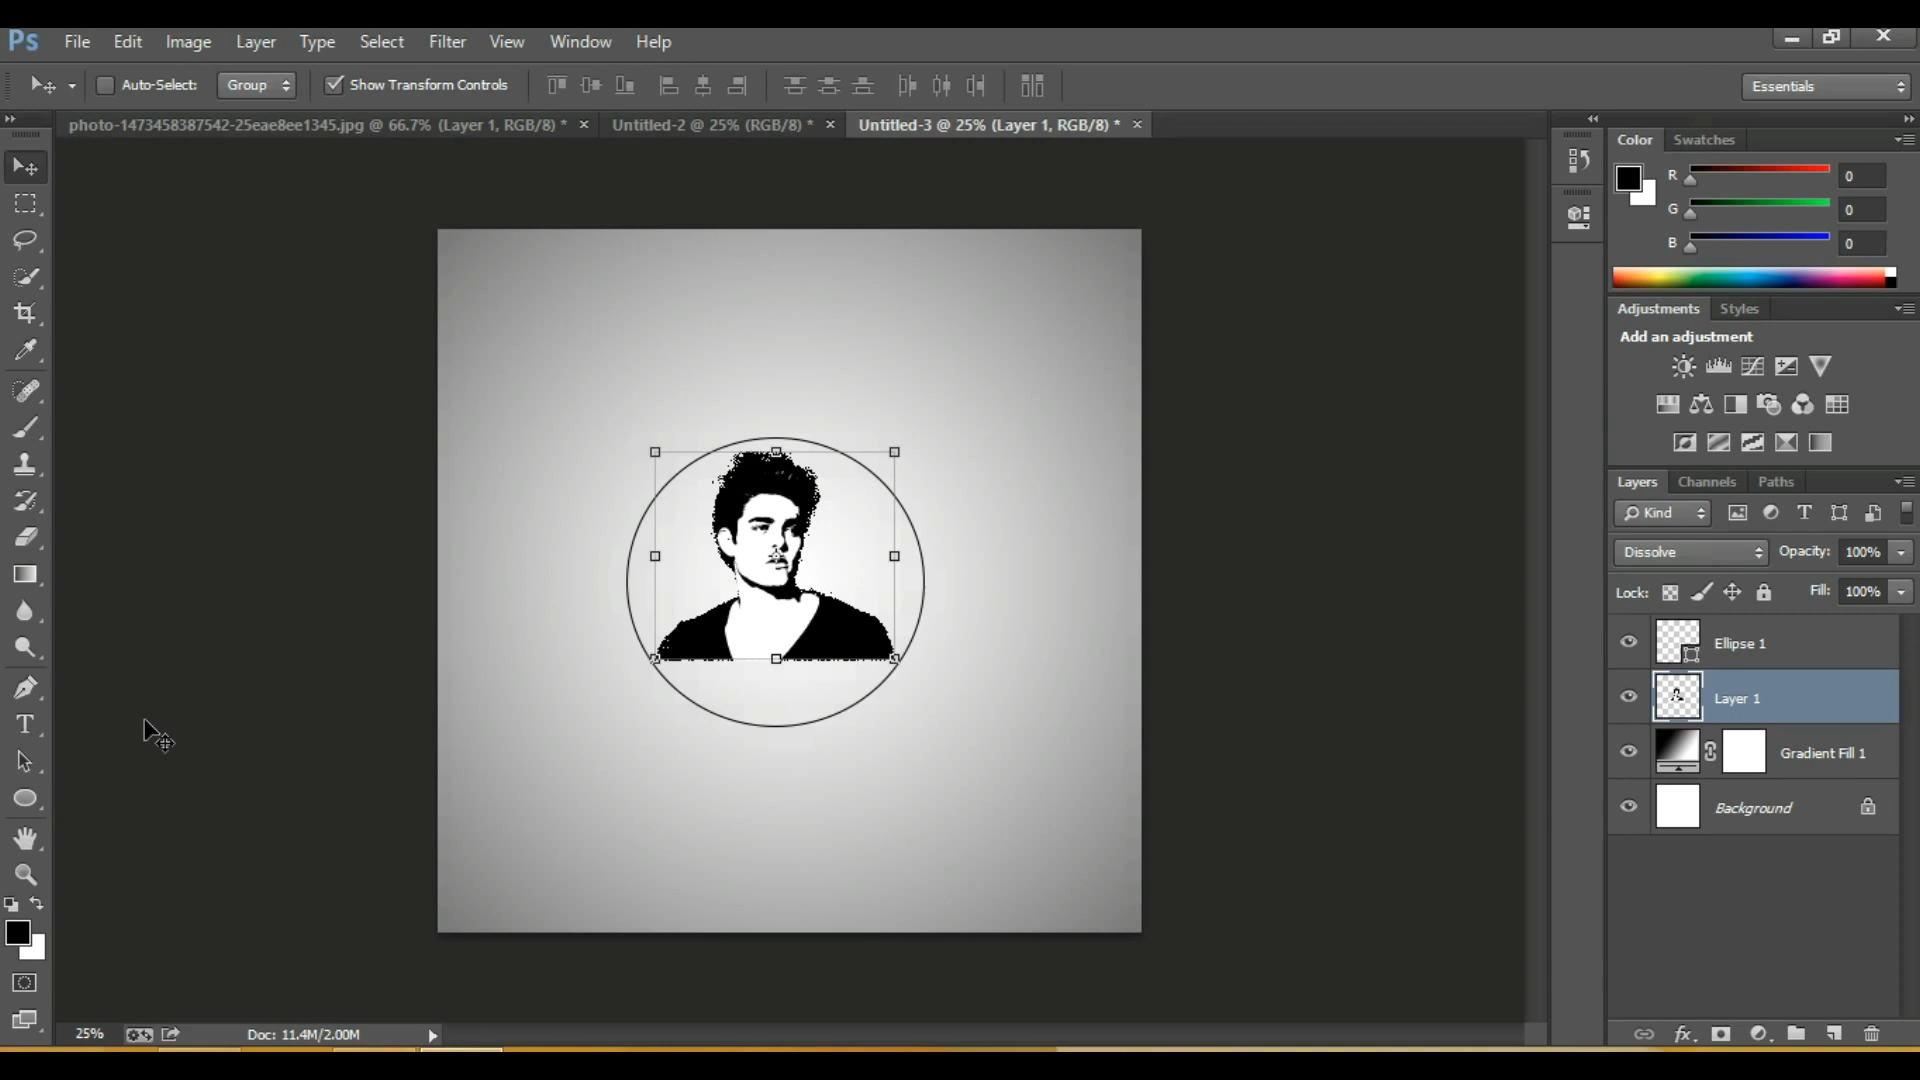 Ps File Edit Image Layer Type Select Filter View Window Help
Auto-Select: Group Show Transform Controls Essentials
photo-1473458387542-25eae8ee1345.jpg @ 66.7% (Layer 1, RGB/8) * Untitled-2 @ 25% (RGB/8) * Untitled-3 @ 25% (Layer 1, RGB/8) *
Color Swatches
R 0
G 0
B 0
Adjustments Styles
Add an adjustment
Layers Channels Paths
Kind
Dissolve Opacity: 100%
Lock: Fill: 100%
Ellipse 1
Layer 1
Gradient Fill 1
Background
25% Doc: 11.4M/2.00M